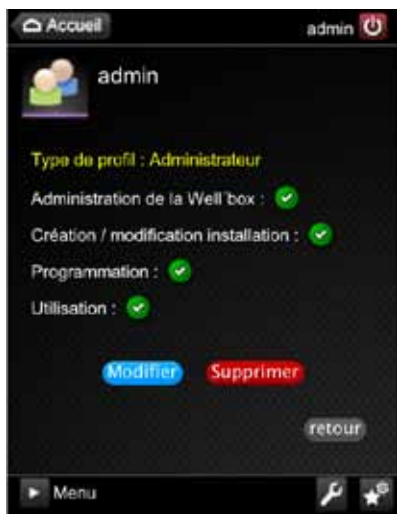 Accueil
admin
admin
Type de profil : Administrateur
Administration de la Well'box :
Création / modification installation :
Programmation :
Utilisation :
Modifier
Supprimer
retour
Menu